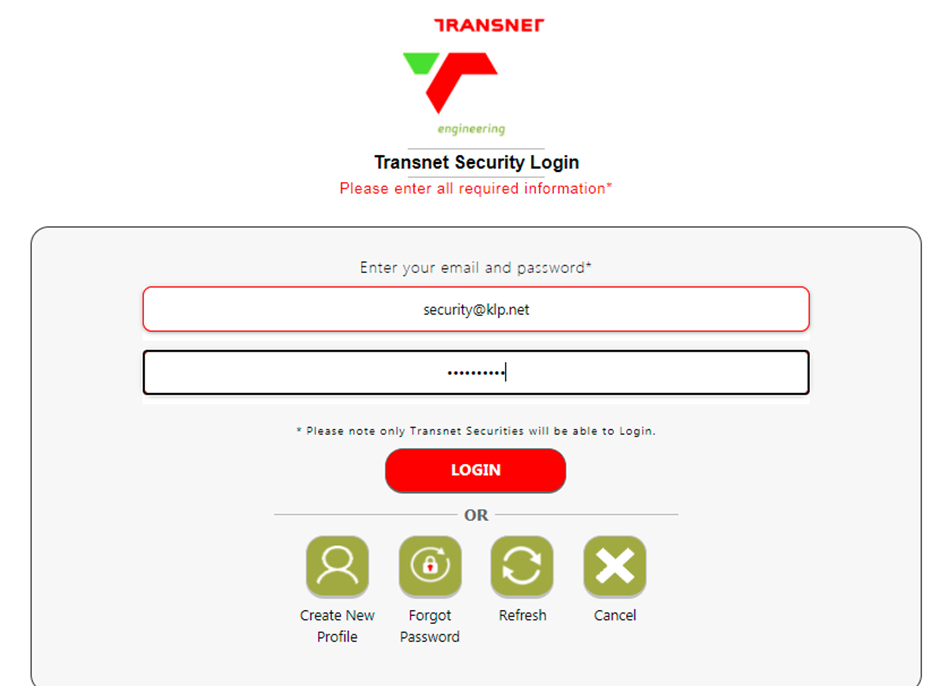 TRANSNET
engineering
Transnet Security Login
Please enter all required information*
Enter your email and password*
security@klp.net
••••••••••
* Please note only Transnet Securities will be able to Login.
LOGIN
OR
Create New Profile
Forgot Password
Refresh
Cancel